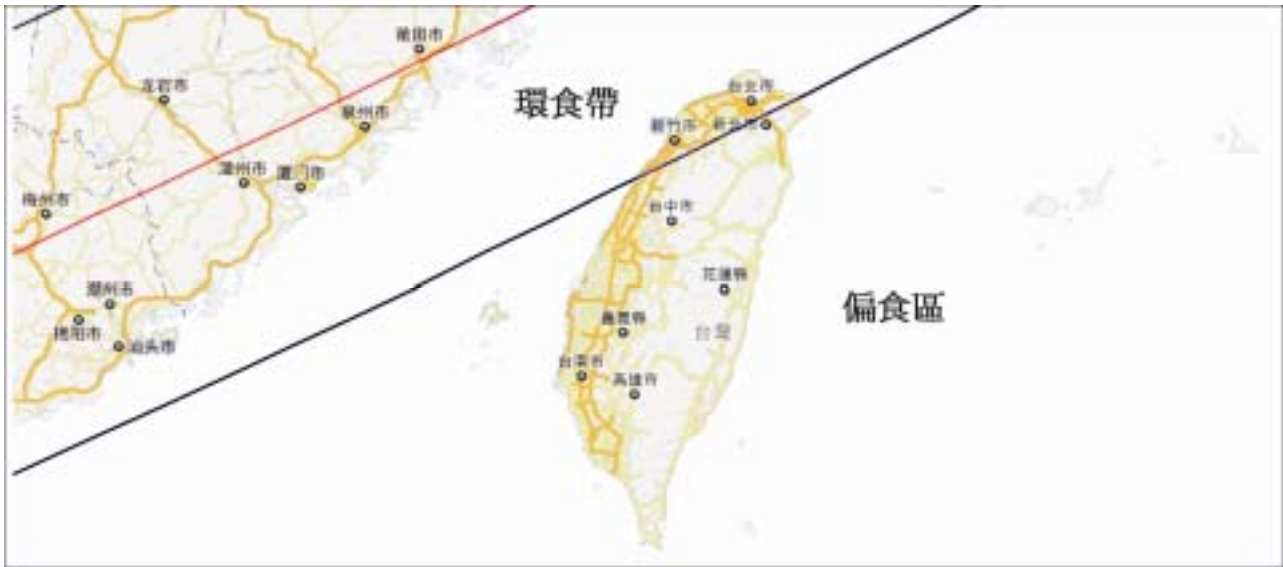 莆田市
台北市
龙岩市
環食帶
泉州市
新竹市
新北市
漳州市
厦门市
梅州市
台中市
花蓮縣
潮州市
偏食區
揭阳市
嘉義縣
台灣
汕头市
台南市
高雄市